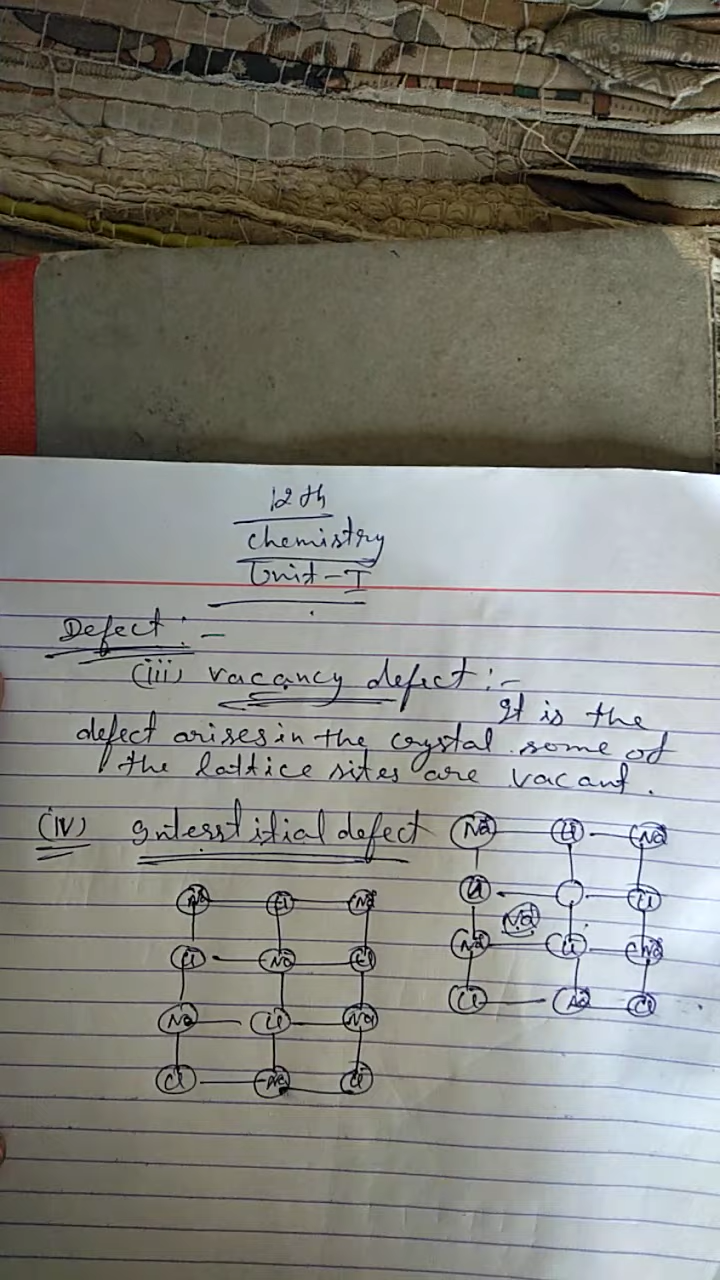 12th
Chemistry
Unit-I
Defect:-
(iii) vacancy defect:-
It is the
defect arises in the crystal some of
the lattice sites are vacant.
(iv) Interstitial defect
Na Cl Na
Cl Cl
Na
Na Cl Na
Cl Na Cl
Na Cl Na
Cl Na Cl
Na Cl Na
Cl Na Cl